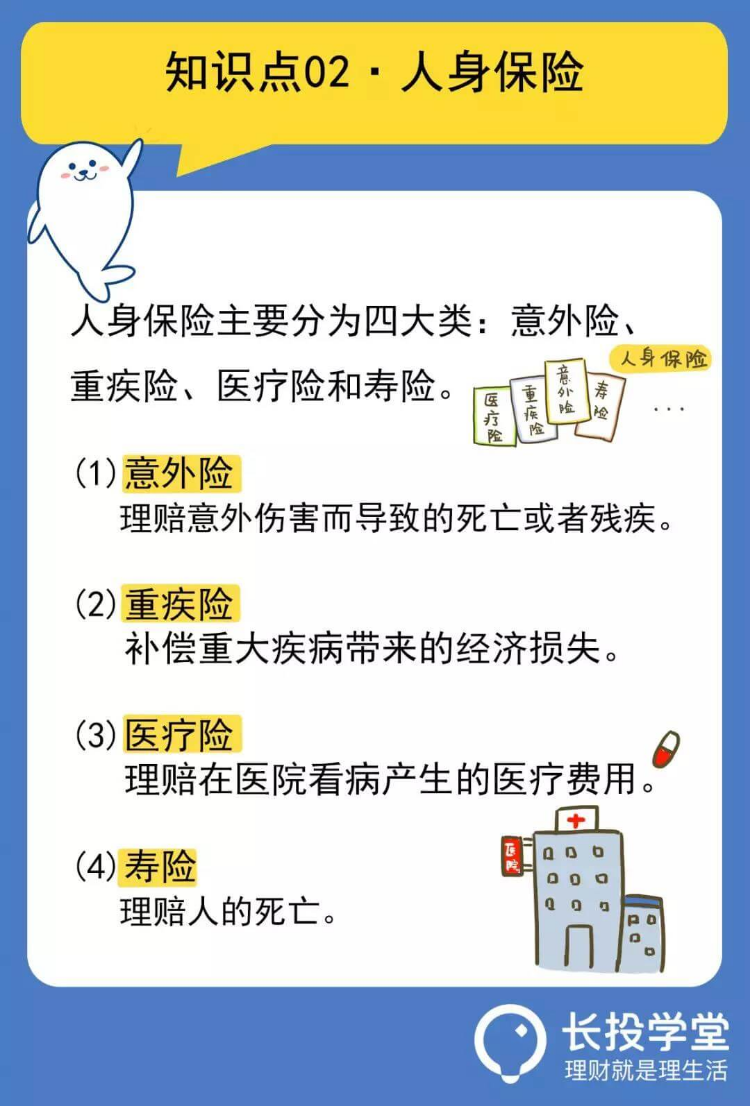 知识点02·人身保险
人身保险主要分为四大类：意外险、
重疾险、医疗险和寿险。
人身保险
医疗险
重疾险
意外险
寿险
...
(1)意外险
理赔意外伤害而导致的死亡或者残疾。
(2)重疾险
补偿重大疾病带来的经济损失。
(3)医疗险
理赔在医院看病产生的医疗费用。
医院
(4)寿险
理赔人的死亡。
长投学堂
理财就是理生活